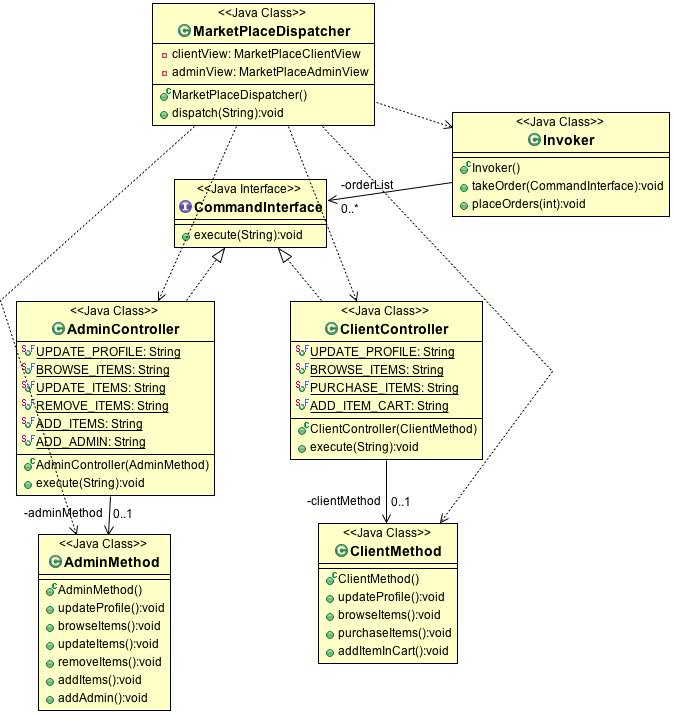 <<Java Class>>
MarketPlaceDispatcher
clientView: MarketPlaceClientView
adminView: MarketPlaceAdminView
MarketPlaceDispatcher()
dispatch(String):void
<<Java Class>>
Invoker
Invoker()
takeOrder(CommandInterface):void
placeOrders(int):void
-orderList
0..*
<<Java Interface>>
CommandInterface
execute(String):void
<<Java Class>>
AdminController
UPDATE_PROFILE: String
BROWSE_ITEMS: String
UPDATE_ITEMS: String
REMOVE_ITEMS: String
ADD_ITEMS: String
ADD_ADMIN: String
AdminController(AdminMethod)
execute(String):void
<<Java Class>>
ClientController
UPDATE_PROFILE: String
BROWSE_ITEMS: String
PURCHASE_ITEMS: String
ADD_ITEM_CART: String
ClientController(ClientMethod)
execute(String):void
-adminMethod
0..1
-clientMethod
0..1
<<Java Class>>
AdminMethod
AdminMethod()
updateProfile():void
browseItems():void
updateItems():void
removeItems():void
addItems():void
addAdmin():void
<<Java Class>>
ClientMethod
ClientMethod()
updateProfile():void
browseItems():void
purchaseItems():void
addItemInCart():void